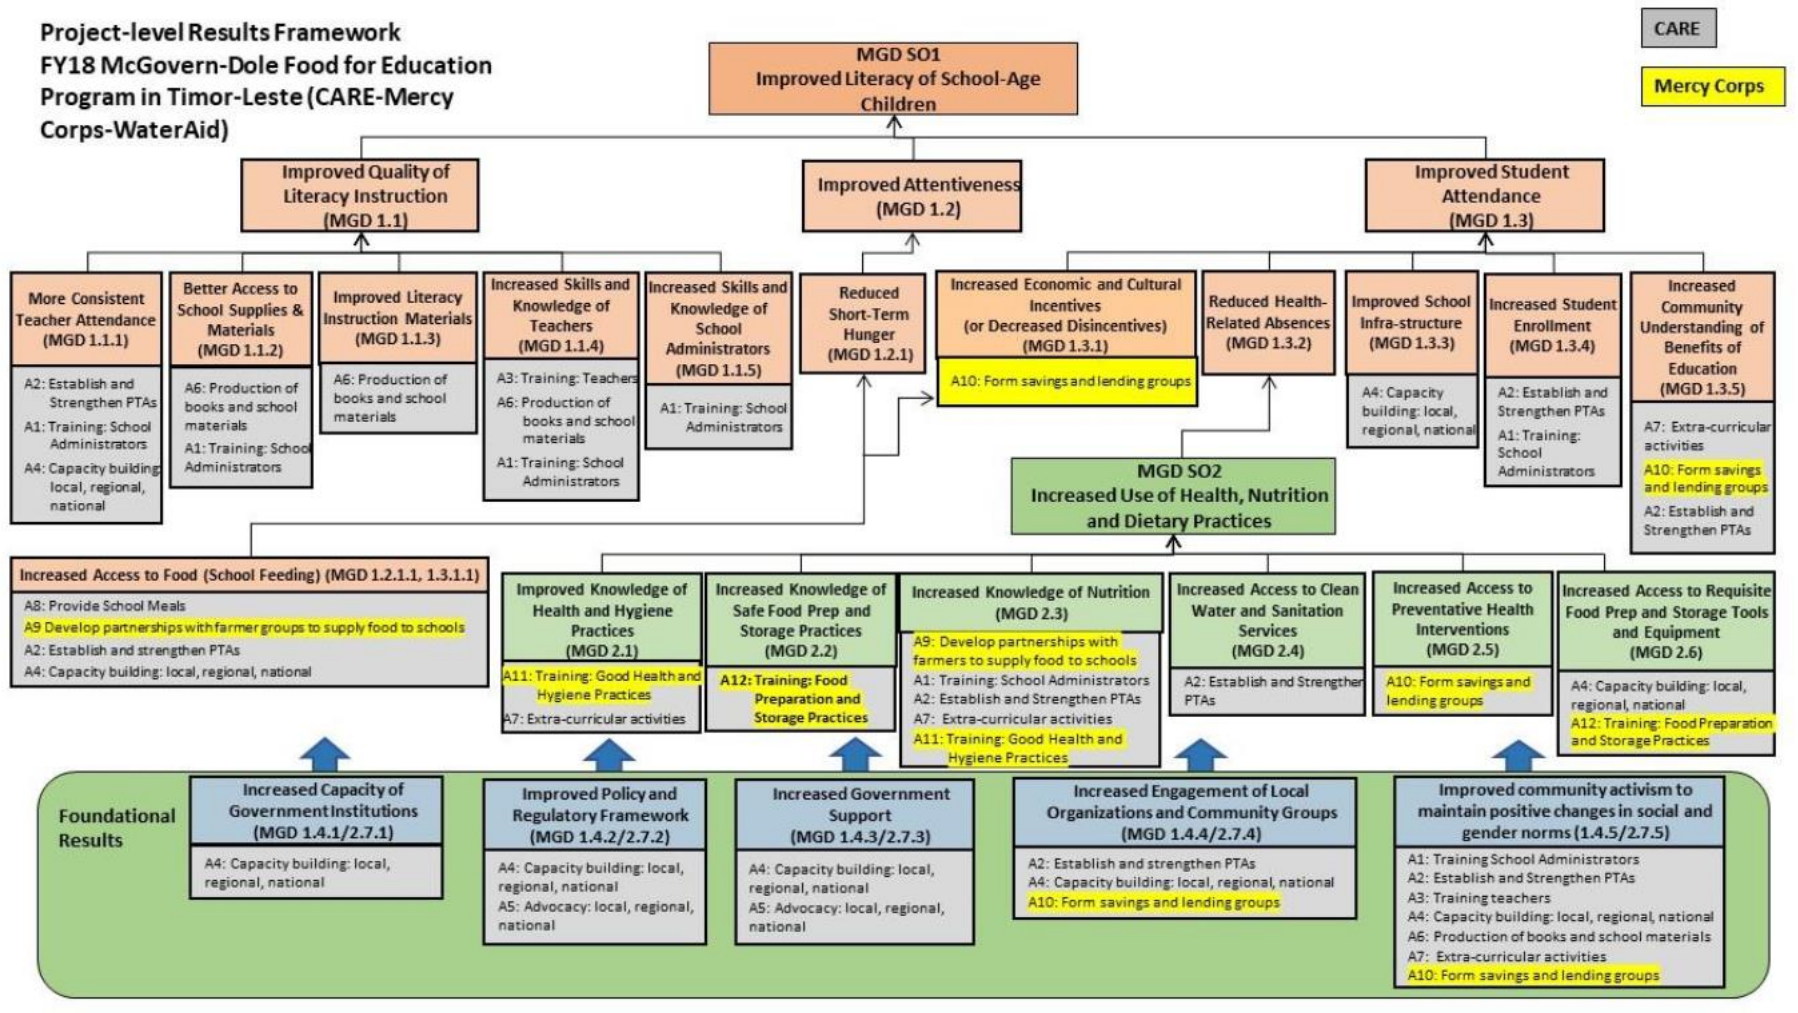 Project-level Results Framework
FY18 McGovern-Dole Food for Education
Program in Timor-Leste (CARE-Mercy
Corps-WaterAid)
CARE
Mercy Corps
MGD SO1
Improved Literacy of School-Age
Children
Improved Quality of
Literacy Instruction
(MGD 1.1)
Improved Attentiveness
(MGD 1.2)
Improved Student
Attendance
(MGD 1.3)
More Consistent
Teacher Attendance
(MGD 1.1.1)
A2: Establish and
Strengthen PTAs
A1: Training: School
Administrators
A4: Capacity building:
local, regional,
national
Better Access to
School Supplies &
Materials
(MGD 1.1.2)
A6: Production of
books and school
materials
A1: Training: School
Administrators
Improved Literacy
Instruction Materials
(MGD 1.1.3)
A6: Production of
books and school
materials
Increased Skills and
Knowledge of
Teachers
(MGD 1.1.4)
A3: Training: Teachers
A6: Production of
books and school
materials
A1: Training: School
Administrators
Increased Skills and
Knowledge of
School
Administrators
(MGD 1.1.5)
A1: Training: School
Administrators
Reduced
Short-Term
Hunger
(MGD 1.2.1)
Increased Economic and Cultural
Incentives
(or Decreased Disincentives)
(MGD 1.3.1)
A10: Form savings and lending groups
Reduced Health-
Related Absences
(MGD 1.3.2)
Improved School
Infra-structure
(MGD 1.3.3)
A4: Capacity
building: local,
regional, national
Increased Student
Enrollment
(MGD 1.3.4)
A2: Establish and
Strengthen PTAs
A1: Training:
School
Administrators
Increased
Community
Understanding of
Benefits of
Education
(MGD 1.3.5)
A7: Extra-curricular
activities
A10: Form savings
and lending groups
A2: Establish and
Strengthen PTAs
MGD SO2
Increased Use of Health, Nutrition
and Dietary Practices
Increased Access to Food (School Feeding) (MGD 1.2.1.1, 1.3.1.1)
A8: Provide School Meals
A9 Develop partnerships with farmer groups to supply food to schools
A2: Establish and strengthen PTAs
A4: Capacity building: local, regional, national
Improved Knowledge of
Health and Hygiene
Practices
(MGD 2.1)
A11: Training: Good Health and
Hygiene Practices
A7: Extra-curricular activities
Increased Knowledge of
Safe Food Prep and
Storage Practices
(MGD 2.2)
A12: Training: Food
Preparation and
Storage Practices
Increased Knowledge of Nutrition
(MGD 2.3)
A9: Develop partnerships with
farmers to supply food to schools
A1: Training: School Administrators
A2: Establish and Strengthen PTAs
A7: Extra-curricular activities
A11: Training: Good Health and
Hygiene Practices
Increased Access to Clean
Water and Sanitation
Services
(MGD 2.4)
A2: Establish and Strengthen
PTAs
Increased Access to
Preventative Health
Interventions
(MGD 2.5)
A10: Form savings and
lending groups
Increased Access to Requisite
Food Prep and Storage Tools
and Equipment
(MGD 2.6)
A4: Capacity building: local,
regional, national
A12: Training: Food Preparation
and Storage Practices
Foundational
Results
Increased Capacity of
Government Institutions
(MGD 1.4.1/2.7.1)
A4: Capacity building: local,
regional, national
Improved Policy and
Regulatory Framework
(MGD 1.4.2/2.7.2)
A4: Capacity building: local,
regional, national
A5: Advocacy: local, regional,
national
Increased Government
Support
(MGD 1.4.3/2.7.3)
A4: Capacity building: local,
regional, national
A5: Advocacy: local, regional,
national
Increased Engagement of Local
Organizations and Community Groups
(MGD 1.4.4/2.7.4)
A2: Establish and strengthen PTAs
A4: Capacity building: local, regional, national
A10: Form savings and lending groups
Improved community activism to
maintain positive changes in social and
gender norms (1.4.5/2.7.5)
A1: Training School Administrators
A2: Establish and Strengthen PTAs
A3: Training teachers
A4: Capacity building: local, regional, national
A6: Production of books and school materials
A7: Extra-curricular activities
A10: Form savings and lending groups